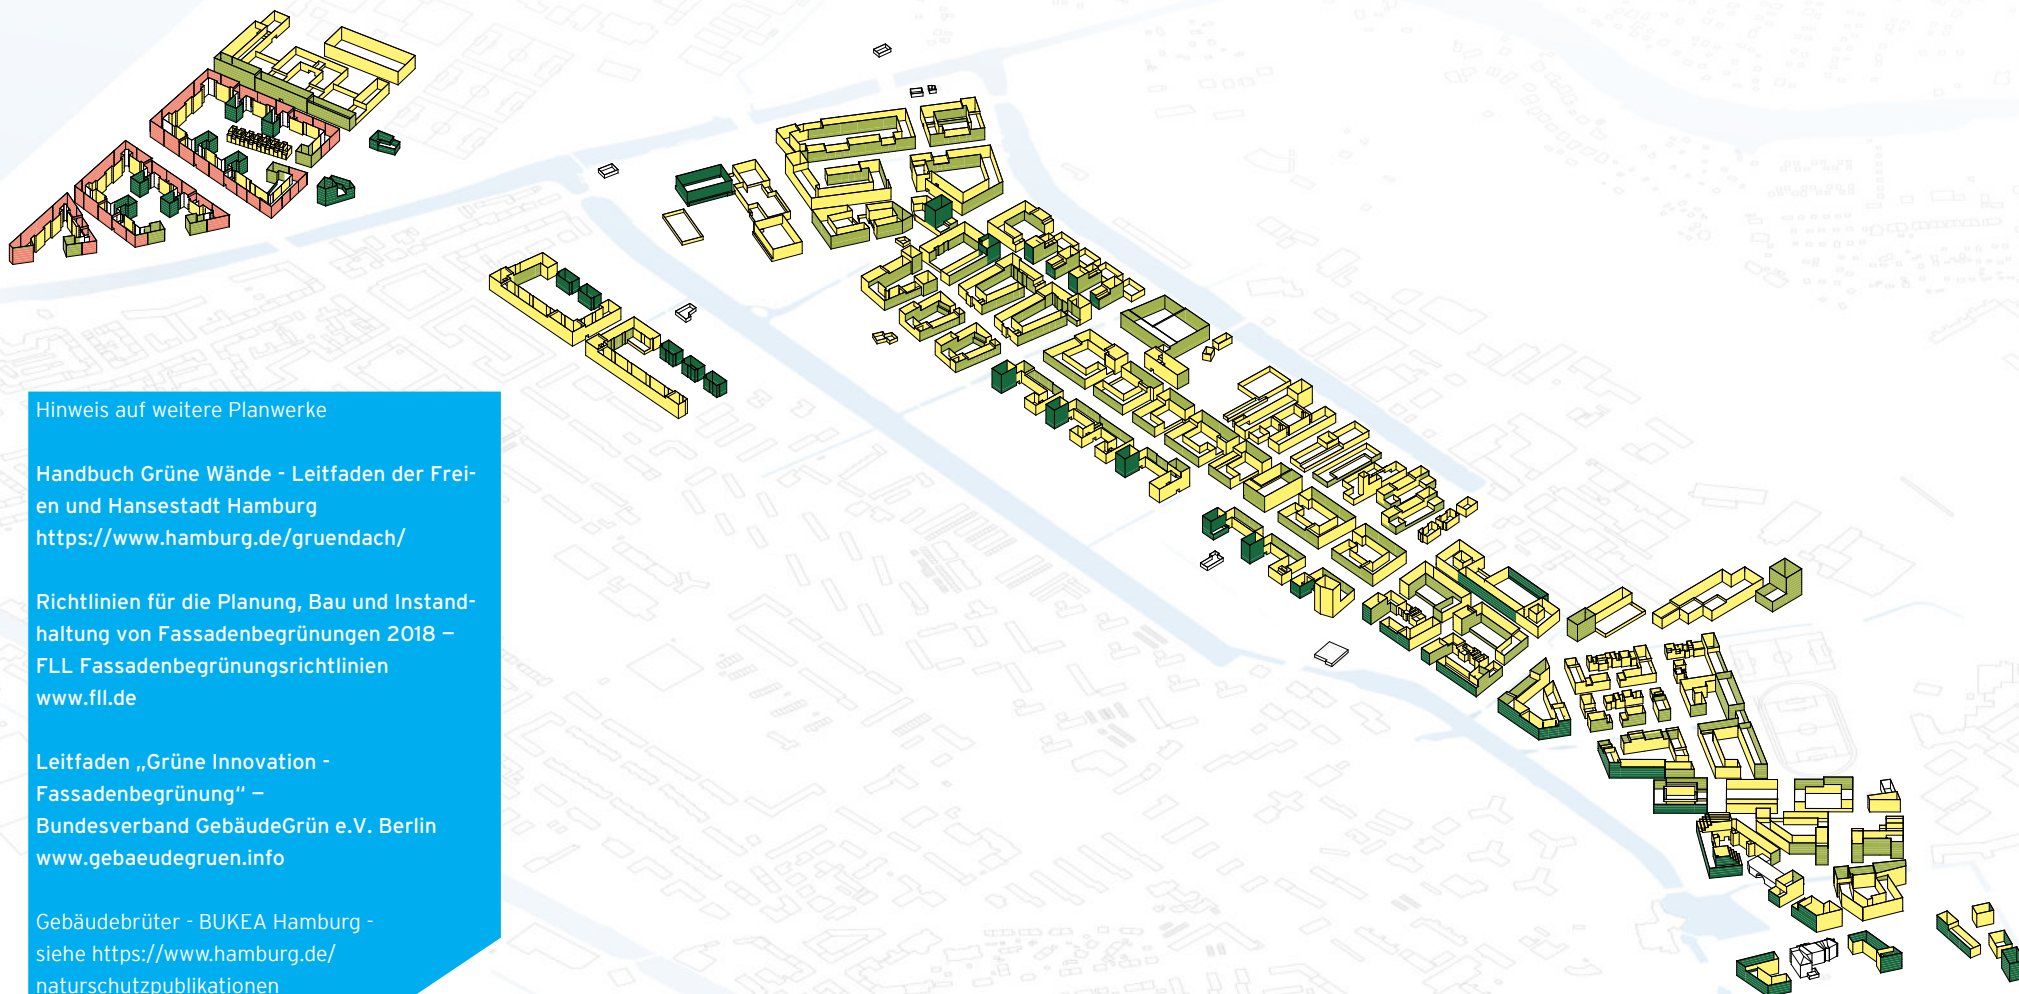 Hinweis auf weitere Planwerke
Handbuch Grüne Wände - Leitfaden der Frei-
en und Hansestadt Hamburg
https://www.hamburg.de/gruendach/
Richtlinien für die Planung, Bau und Instand-
haltung von Fassadenbegrünungen 2018 –
FLL Fassadenbegrünungsrichtlinien
www.fll.de
Leitfaden „Grüne Innovation -
Fassadenbegrünung“ –
Bundesverband GebäudeGrün e.V. Berlin
www.gebaeudegruen.info
Gebäudebrüter - BUKEA Hamburg -
siehe https://www.hamburg.de/
naturschutzpublikationen